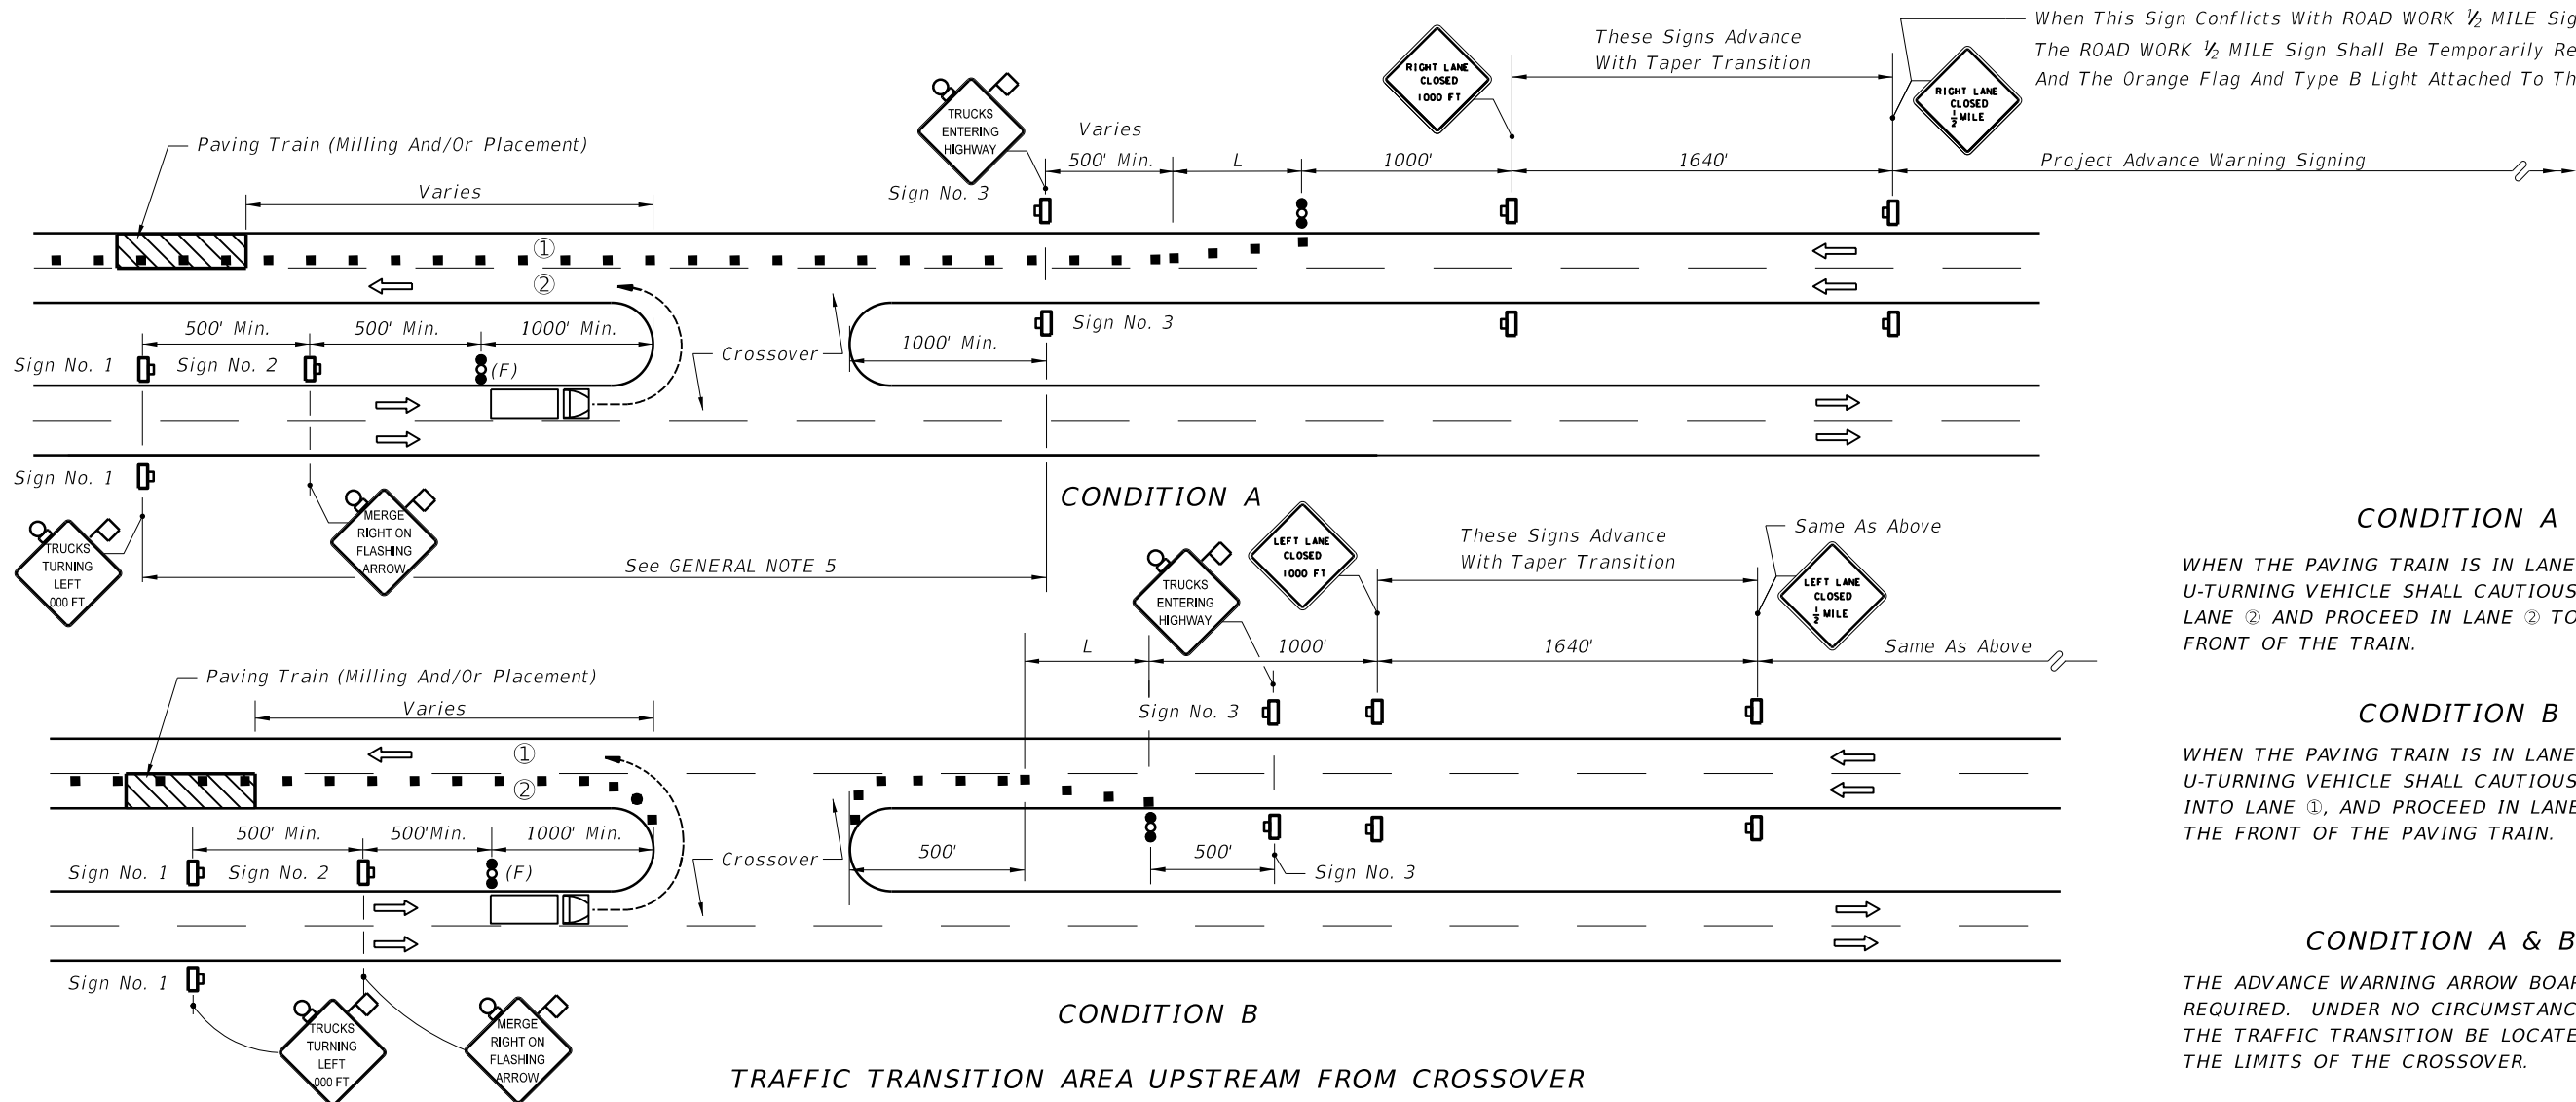 When This Sign Conflicts With ROAD WORK ½ MILE
The ROAD WORK ½ MILE Sign Shall Be Temporarily
And The Orange Flag And Type B Light Attached To
These Signs Advance
With Taper Transition
RIGHT LANE
CLOSED
1000 FT
RIGHT LANE
CLOSED
½ MILE
TRUCKS
ENTERING
HIGHWAY
Varies
500' Min.
L
1000'
1640'
Project Advance Warning Signing
Paving Train (Milling And/Or Placement)
Varies
Sign No. 3
①
②
500' Min.
500' Min.
1000' Min.
Sign No. 3
Sign No. 1
Sign No. 2
(F)
Crossover
1000' Min.
Sign No. 1
CONDITION A
TRUCKS
TURNING
LEFT
000 FT
MERGE
RIGHT ON
FLASHING
ARROW
See GENERAL NOTE 5
TRUCKS
ENTERING
HIGHWAY
LEFT LANE
CLOSED
1000 FT
These Signs Advance
With Taper Transition
Same As Above
LEFT LANE
CLOSED
½ MILE
L
1000'
1640'
Same As Above
Paving Train (Milling And/Or Placement)
Varies
Sign No. 3
①
②
500' Min.
500'Min.
1000' Min.
Sign No. 1
Sign No. 2
(F)
Crossover
500'
500'
Sign No. 3
Sign No. 1
TRUCKS
TURNING
LEFT
000 FT
MERGE
RIGHT ON
FLASHING
ARROW
CONDITION B
TRAFFIC TRANSITION AREA UPSTREAM FROM CROSSOVER
CONDITION A
WHEN THE PAVING TRAIN IS IN LANE
U-TURNING VEHICLE SHALL
LANE ② AND PROCEED IN LANE ② TO
FRONT OF THE TRAIN.
CONDITION B
WHEN THE PAVING TRAIN IS IN LANE
U-TURNING VEHICLE SHALL
INTO LANE ①, AND PROCEED IN LANE
THE FRONT OF THE PAVING TRAIN.
CONDITION A & B
THE ADVANCE WARNING ARROW
REQUIRED. UNDER NO
THE TRAFFIC TRANSITION BE
THE LIMITS OF THE CROSSOVER.